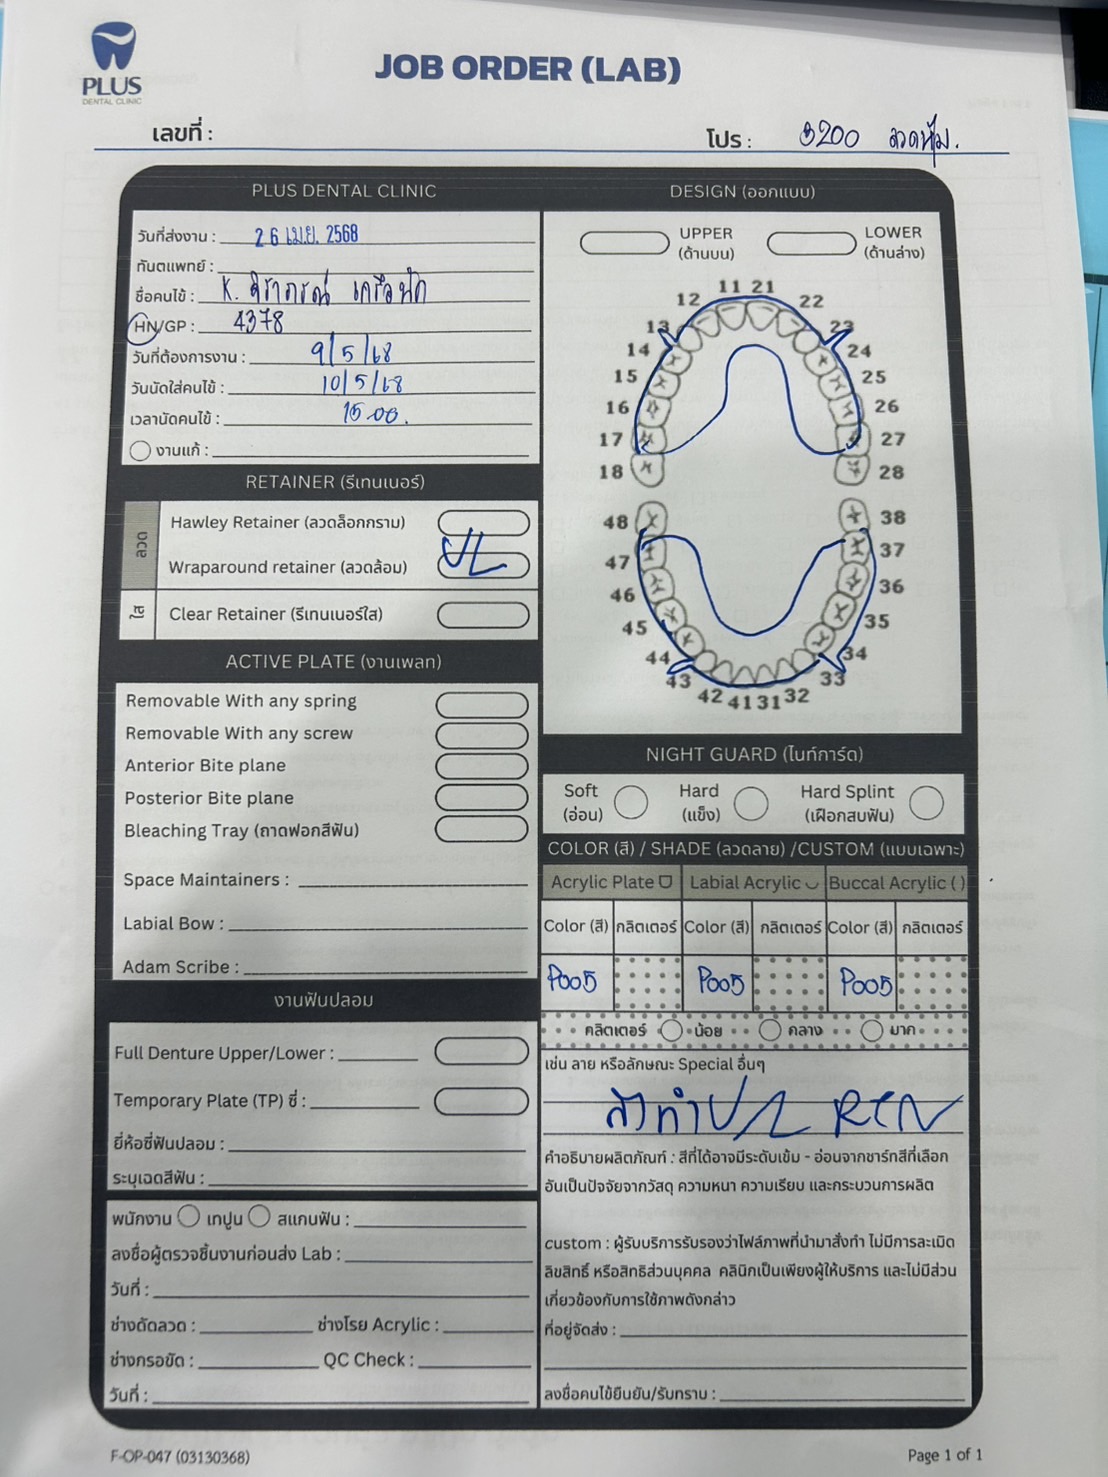 PLUS
DENTAL CLINIC
JOB ORDER (LAB)
เลขที่ :
โปร : 3200 ลวดหุ้ม.
PLUS DENTAL CLINIC
วันที่ส่งงาน : 26 เม.ย. 2568
ทันตแพทย์ :
ชื่อคนไข้ : K. จิราภรณ์
HN/GP : 4378
วันที่ต้องการงาน : 9/5/68
วันนัดใส่คนไข้ : 10/5/68
เวลานัดคนไข้ : 15.00.
งานแก้ :
RETAINER (รีเทนเนอร์)
ลวด
Hawley Retainer (ลวดล็อกกราม)
Wraparound retainer (ลวดล้อม) U/L
ใส
Clear Retainer (รีเทนเนอร์ใส)
ACTIVE PLATE (งานเพลท)
Removable With any spring
Removable With any screw
Anterior Bite plane
Posterior Bite plane
Bleaching Tray (ถาดฟอกสีฟัน)
Space Maintainers :
Labial Bow :
Adam Scribe :
งานฟันปลอม
Full Denture Upper/Lower :
Temporary Plate (TP) ซี่ :
ยี่ห้อซี่ฟันปลอม :
ระบุเฉดสีฟัน :
พนักงาน เทปูน สแกนฟัน :
ลงชื่อผู้ตรวจชิ้นงานก่อนส่ง Lab :
วันที่ :
ช่างดัดลวด : ช่างโรย Acrylic :
ช่างกรอขัด : QC Check :
วันที่ :
DESIGN (ออกแบบ)
UPPER LOWER
(ด้านบน) (ด้านล่าง)
11 21
12 22
13 23
14 24
15 25
16 26
17 27
18 28
48 38
47 37
46 36
45 35
44 34
43 33
42 41 31 32
NIGHT GUARD (ไนท์การ์ด)
Soft Hard Hard Splint
(อ่อน) (แข็ง) (เฝือกสบฟัน)
COLOR (สี) / SHADE (ลวดลาย) /CUSTOM (แบบเฉพาะ)
Acrylic Plate Labial Acrylic Buccal Acrylic ( )
Color (สี) กลิตเตอร์ Color (สี) กลิตเตอร์ Color (สี) กลิตเตอร์
P005 P005 P005
กลิตเตอร์ น้อย กลาง มาก
เช่น ลาย หรือลักษณะ Special อื่นๆ
สั่งทำ U/L RTN
คำอธิบายผลิตภัณฑ์ : สีที่ได้อาจมีระดับเข้ม - อ่อนจากชาร์ทสีที่เลือก
อันเป็นปัจจัยจากวัสดุ ความหนา ความเรียบ และกระบวนการผลิต
custom : ผู้รับบริการรับรองว่าไฟล์ภาพที่นำมาสั่งทำ ไม่มีการละเมิด
ลิขสิทธิ์ หรือสิทธิส่วนบุคคล คลินิกเป็นเพียงผู้ให้บริการ และไม่มีส่วน
เกี่ยวข้องกับการใช้ภาพดังกล่าว
ที่อยู่จัดส่ง :
ลงชื่อคนไข้ยืนยัน/รับทราบ :
F-OP-047 (03130368)
Page 1 of 1